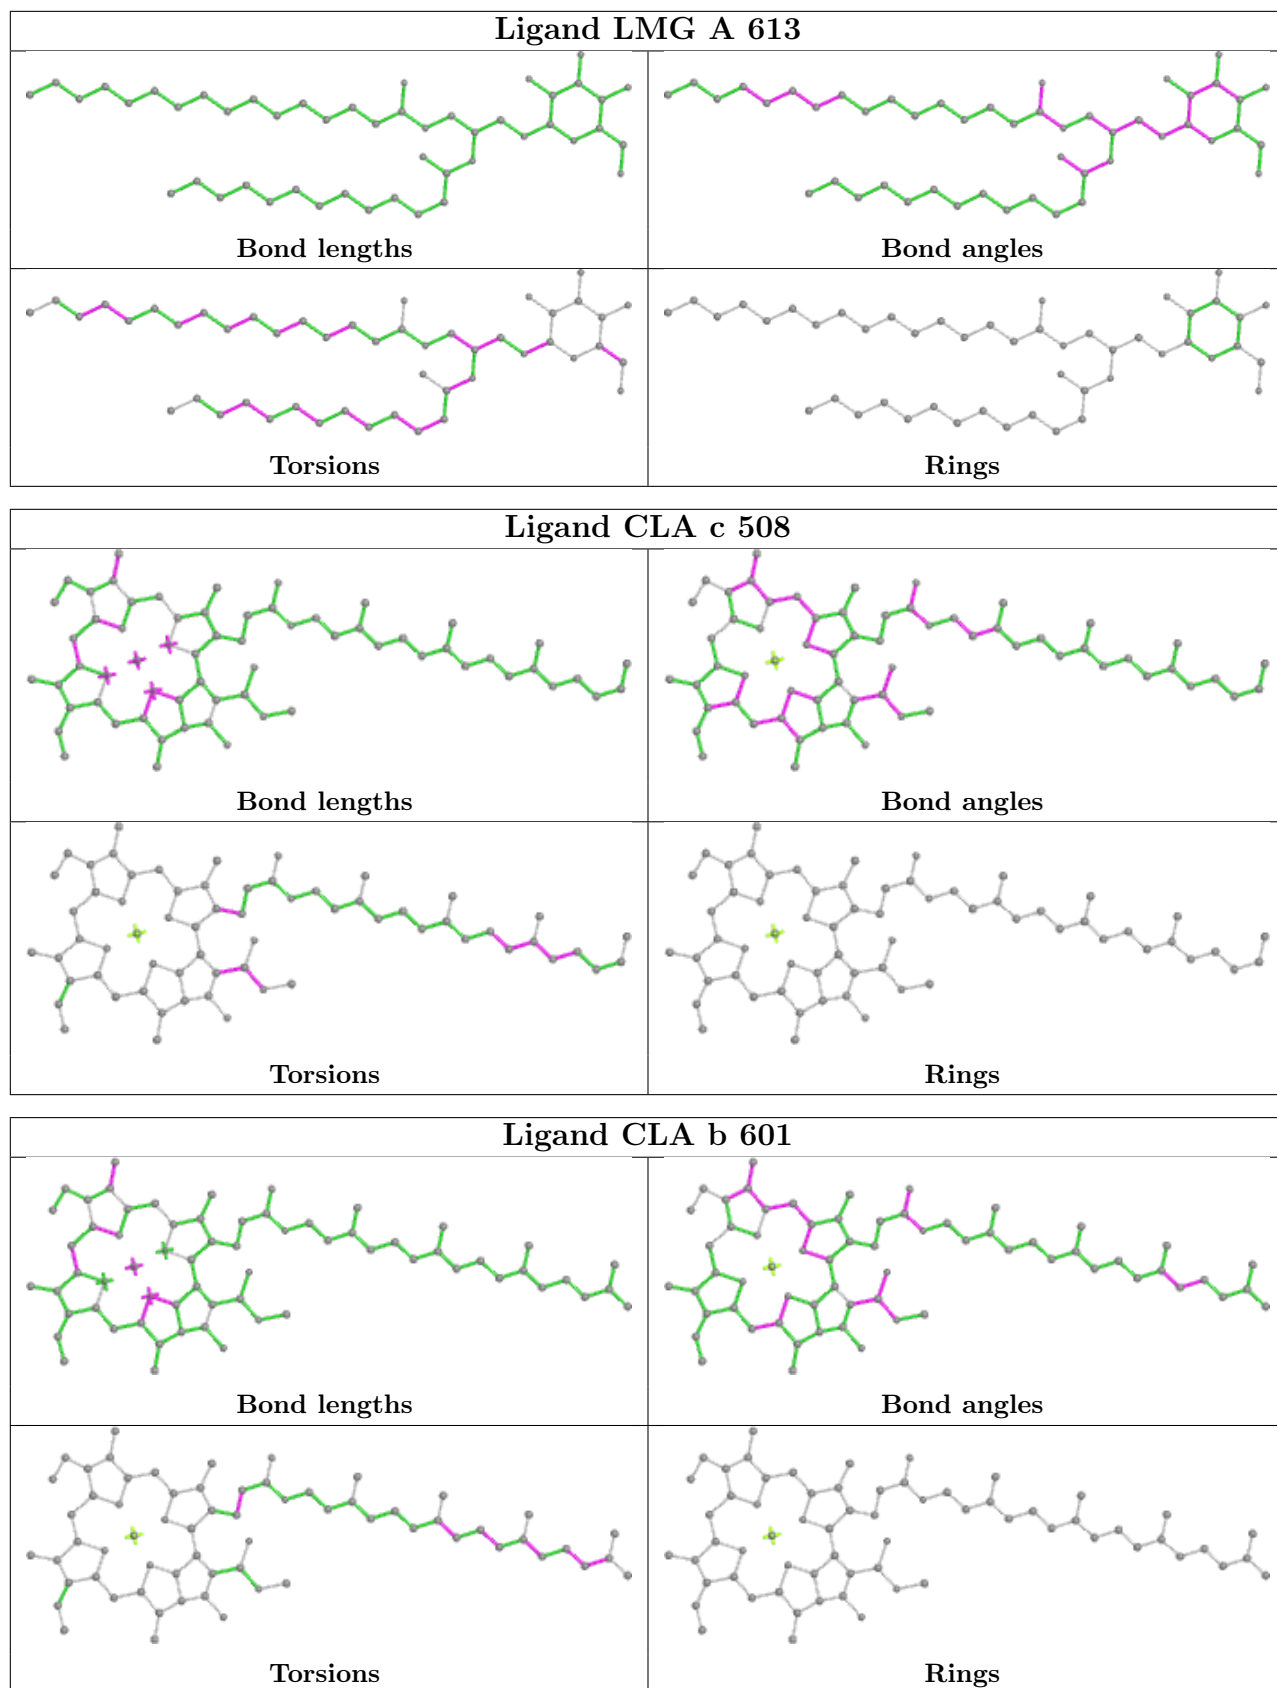 Ligand LMG A 613
Bond lengths
Bond angles
Torsions
Rings
Ligand CLA c 508
Bond lengths
Bond angles
Torsions
Rings
Ligand CLA b 601
Bond lengths
Bond angles
Torsions
Rings